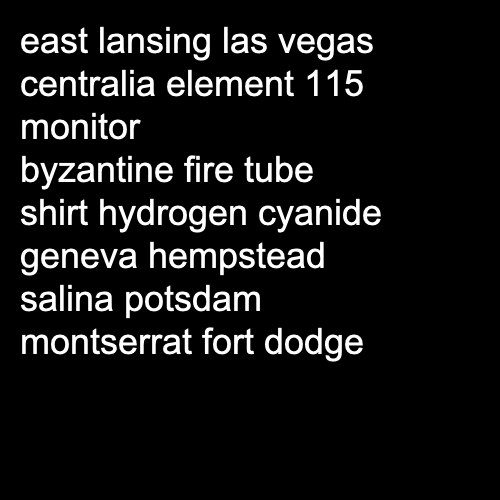 east lansing las vegas
centralia element 115
monitor
byzantine fire tube
shirt hydrogen cyanide
geneva hempstead
salina potsdam
montserrat fort dodge